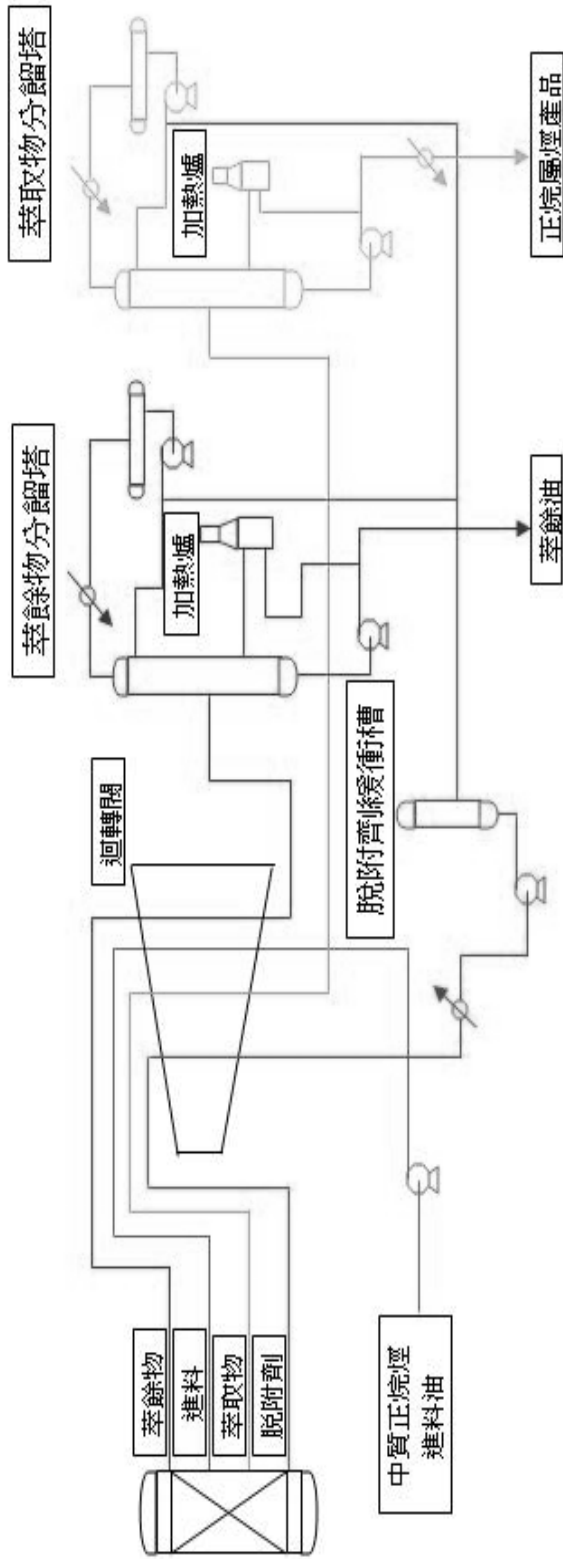 萃取物分餾塔
加熱爐
正烷屬烴產品
萃餘物分餾塔
加熱爐
萃餘油
迴轉閥
脫附劑緩衝槽
萃餘物
進料
萃取物
脫附劑
中質正烷烴
進料油